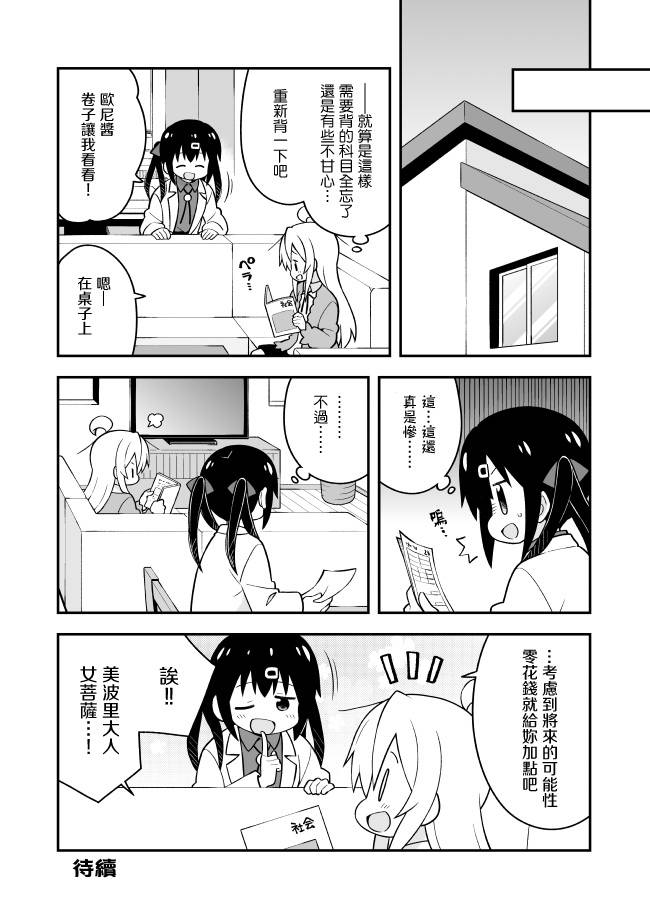 ——就算是這樣
需要背的科目全忘了
還是有些不甘心…
重新背一下吧
歐尼醬
卷子讓我看看！
ペラ…
社会
嗯—
在桌子上
這…這還
真是慘…
嗚…
………
不過……
…考慮到將來的可能性
零花錢就給妳加點吧
誒!!
美波里大人
女菩薩…！
社会
待續